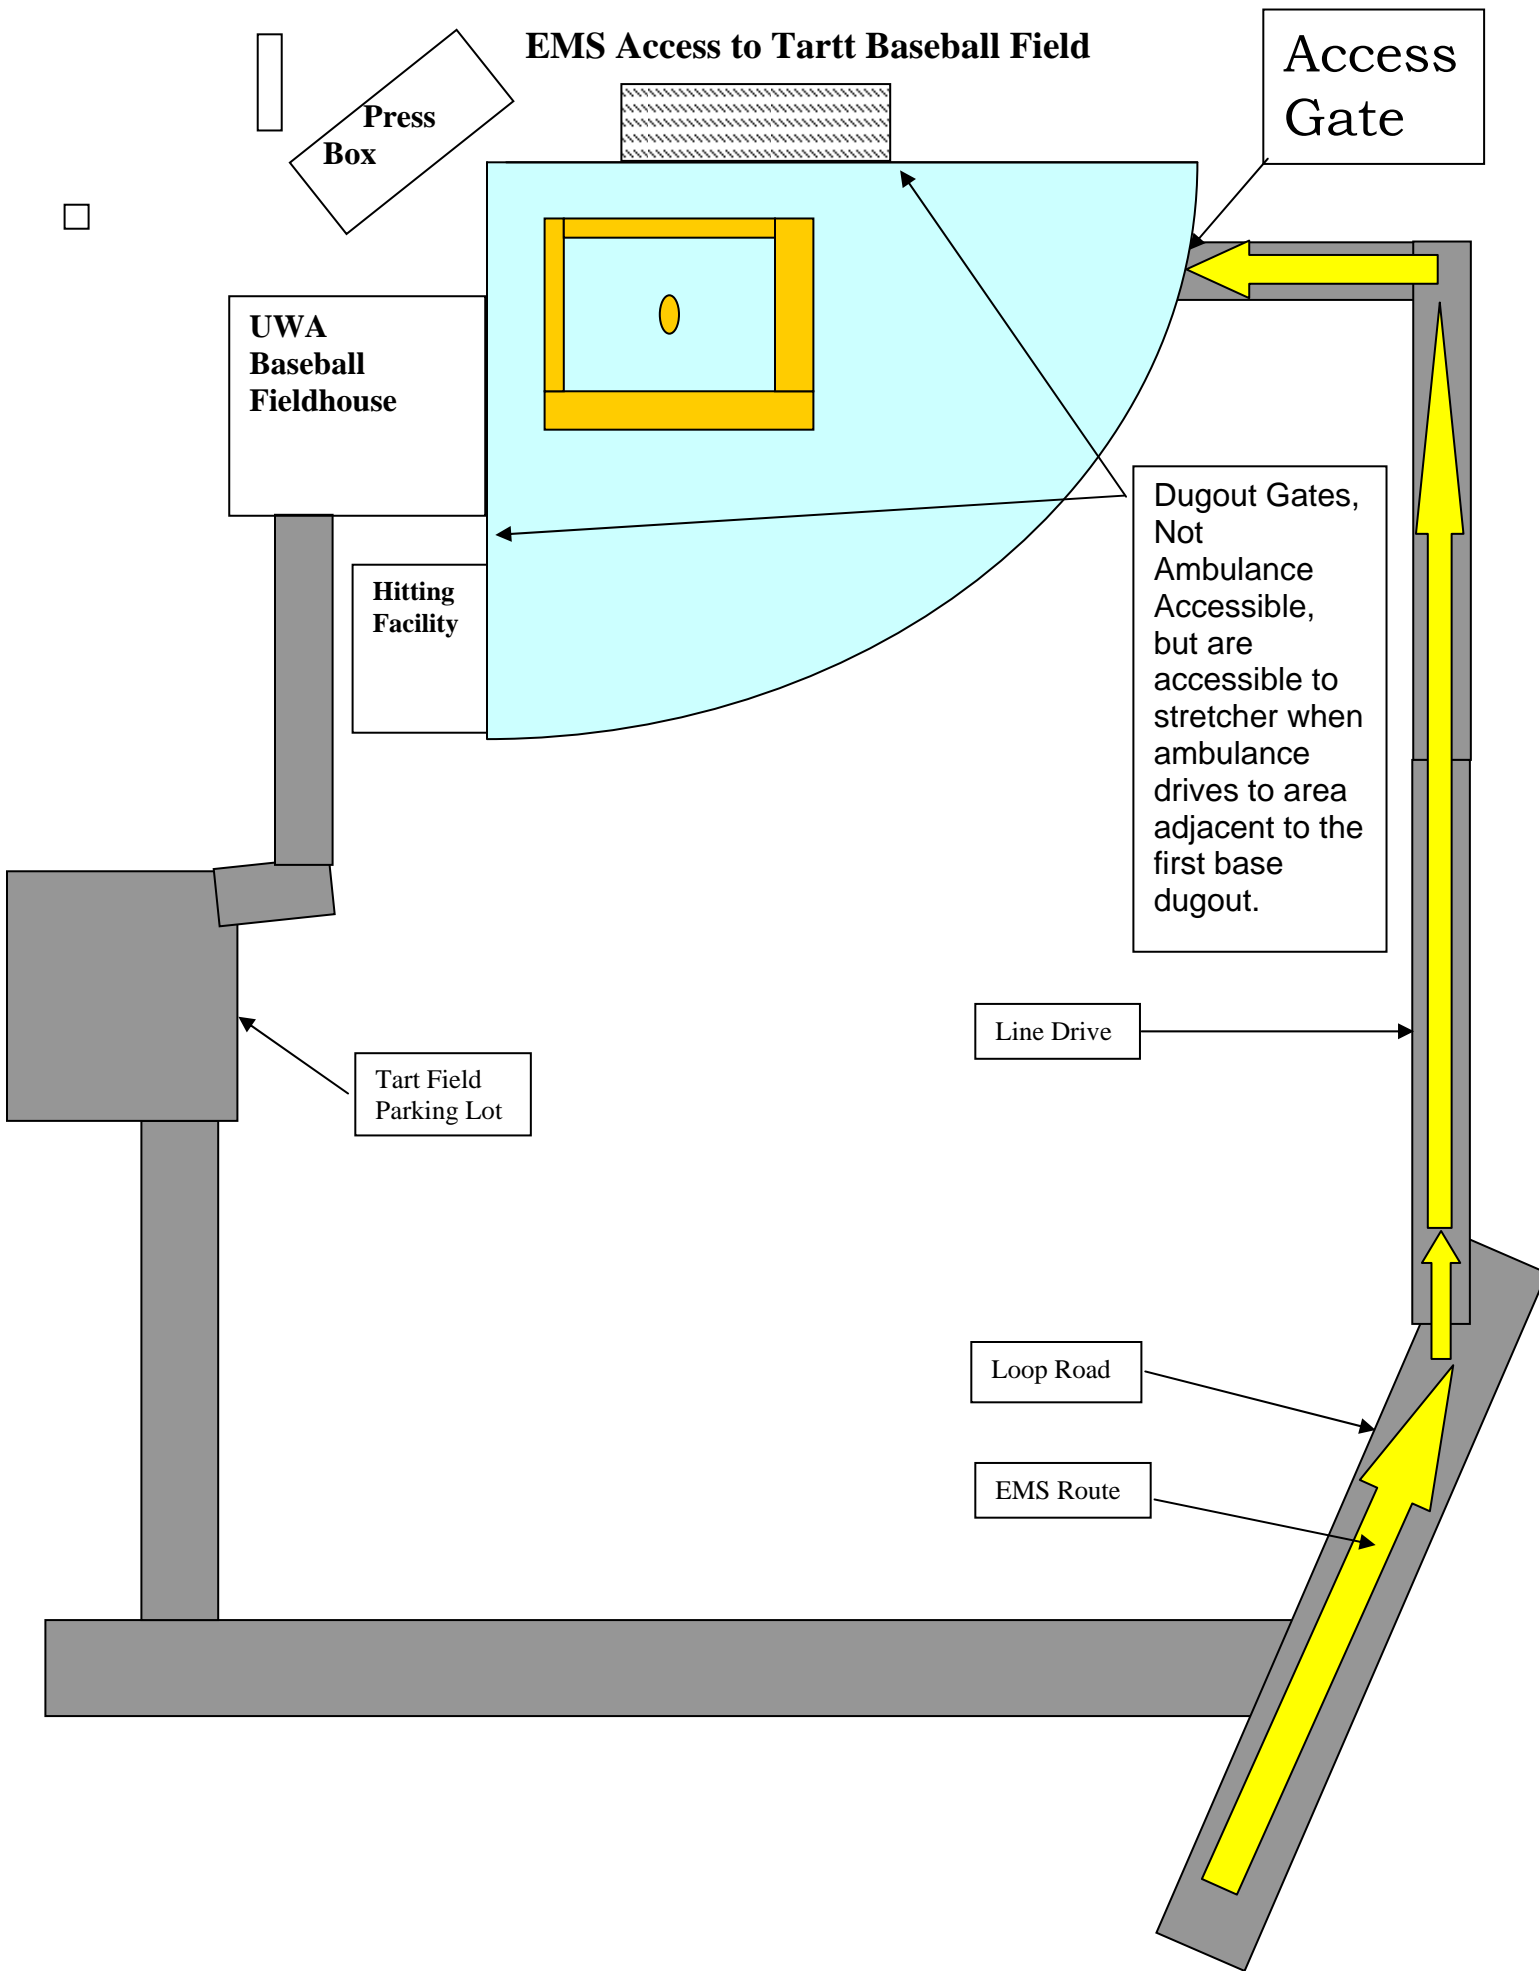 EMS Access to Tartt Baseball Field
Access
Gate
Press
Box
UWA
Baseball
Fieldhouse
Dugout Gates,
Not
Ambulance
Accessible,
but are
accessible to
stretcher when
ambulance
drives to area
adjacent to the
first base
dugout.
Hitting
Facility
Line Drive
Tart Field
Parking Lot
Loop Road
EMS Route